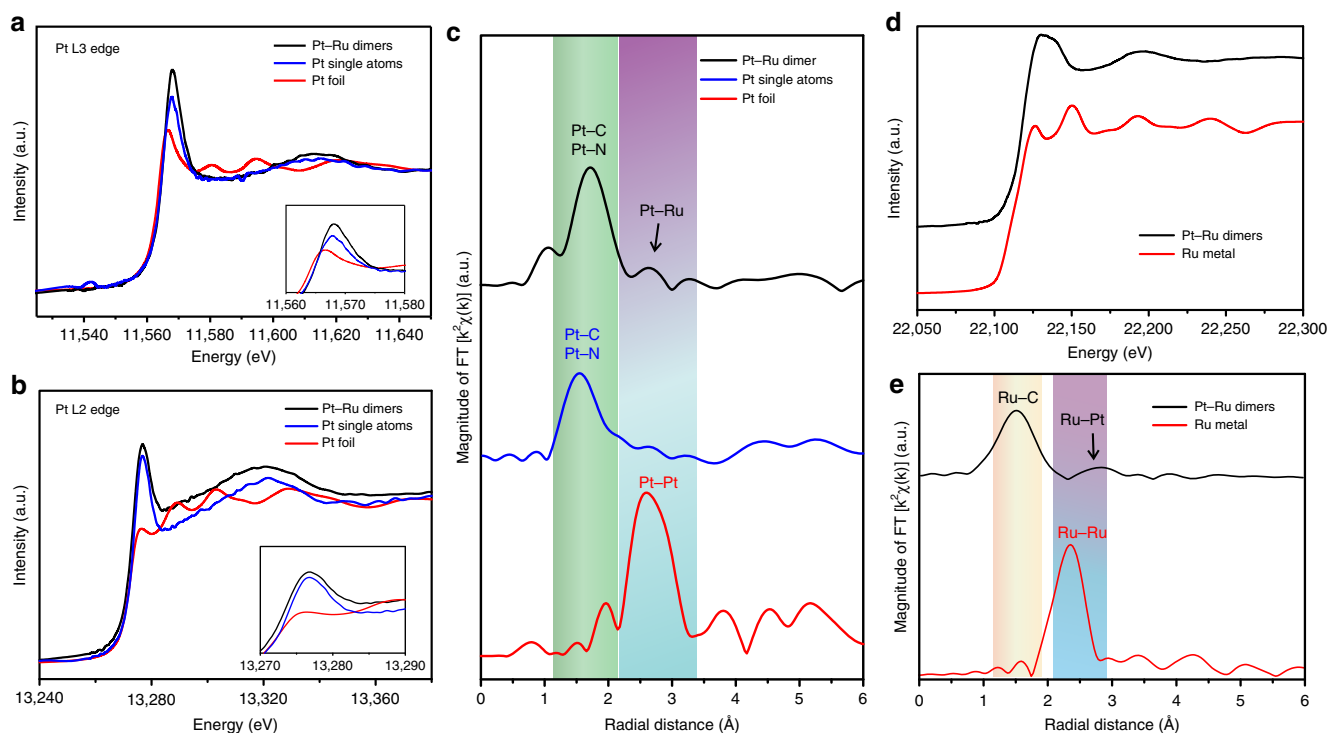 a
Pt L3 edge
Pt–Ru dimers
Pt single atoms
Pt foil
Intensity (a.u.)
11,560
11,570
11,580
11,540
11,560
11,580
11,600
11,620
11,640
Energy (eV)
b
Pt L2 edge
Pt–Ru dimers
Pt single atoms
Pt foil
Intensity (a.u.)
13,270
13,280
13,290
13,240
13,280
13,320
13,360
Energy (eV)
c
Pt–Ru dimer
Pt single atoms
Pt foil
Pt–C
Pt–N
Pt–Ru
Pt–C
Pt–N
Pt–Pt
Magnitude of FT [k²χ(k)] (a.u.)
0
1
2
3
4
5
6
Radial distance (Å)
d
Intensity (a.u.)
Pt–Ru dimers
Ru metal
22,050
22,100
22,150
22,200
22,250
22,300
Energy (eV)
e
Ru–C
Ru–Pt
Pt–Ru dimers
Ru metal
Ru–Ru
Magnitude of FT [k²χ(k)] (a.u.)
0
1
2
3
4
5
6
Radial distance (Å)